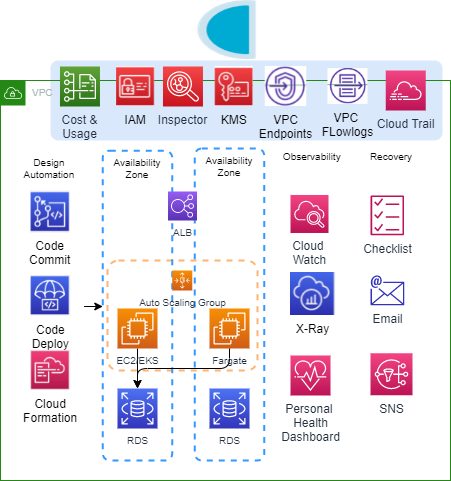 VPC
Cost &
Usage
IAM
Inspector
KMS
VPC
Endpoints
VPC
FLowlogs
Cloud Trail
Design
Automation
Availability
Zone
Availability
Zone
Observability
Recovery
Code
Commit
ALB
Cloud
Watch
Checklist
Auto Scaling Group
Code
Deploy
EC2/EKS
Fargate
X-Ray
@
Email
Cloud
Formation
RDS
RDS
Personal
Health
Dashboard
SNS